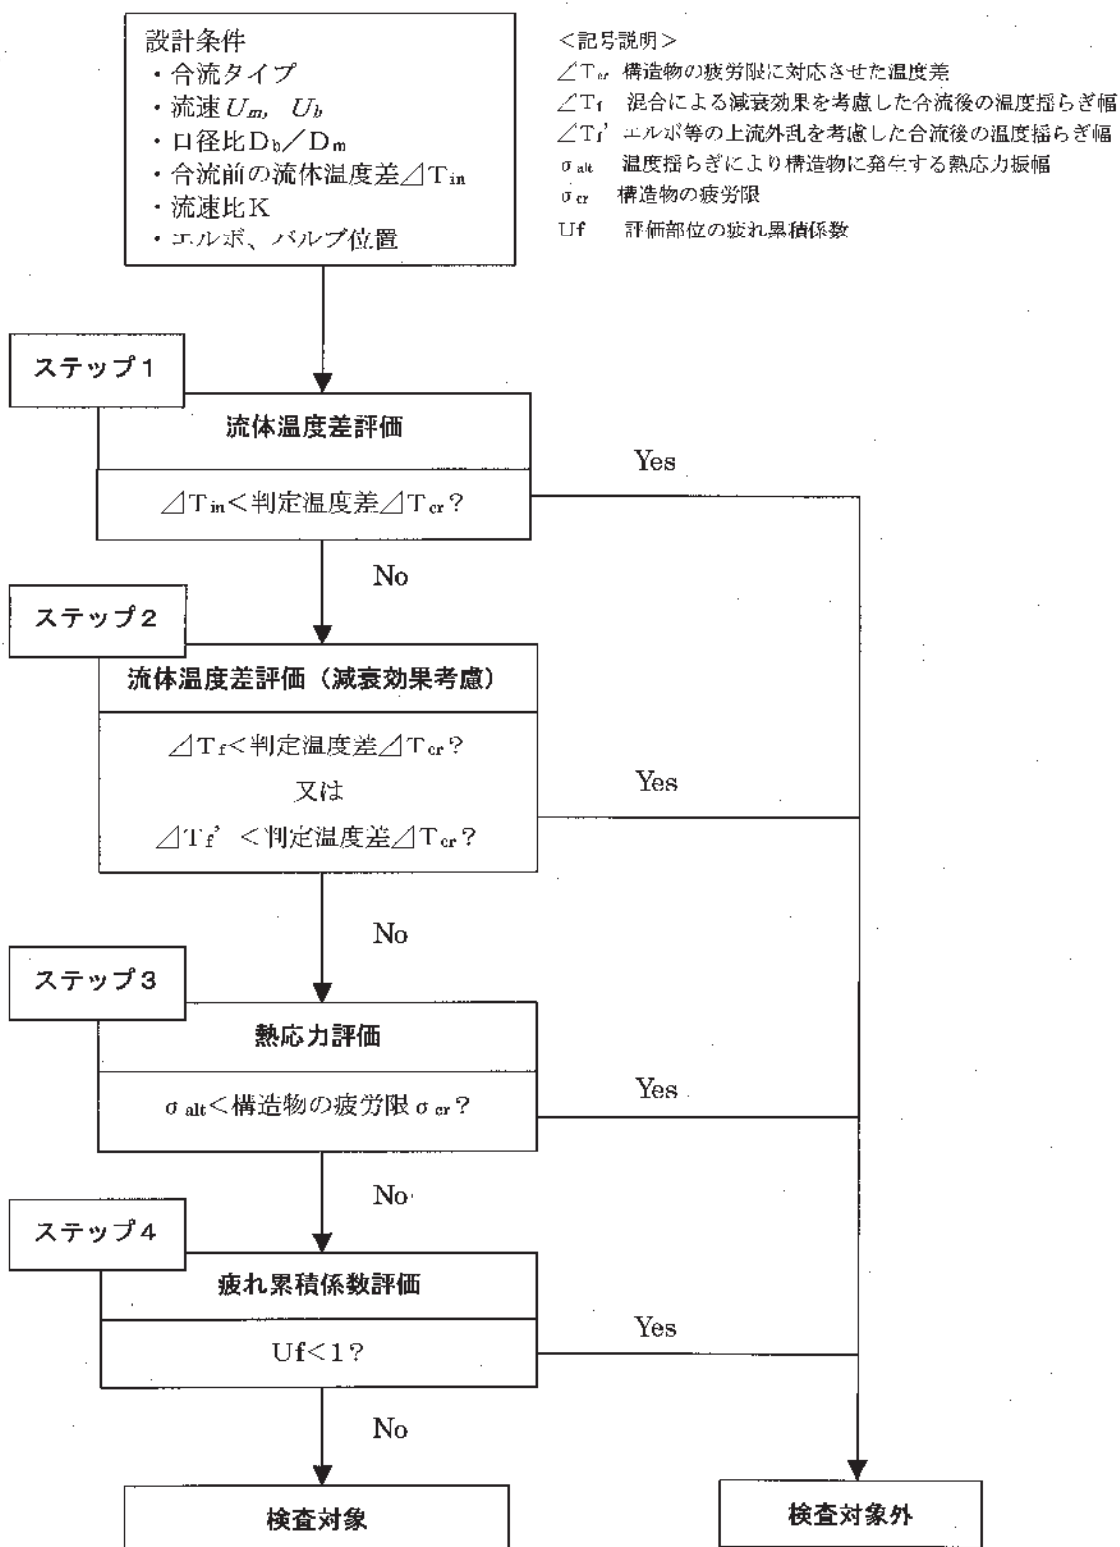 設計条件
・合流タイプ
・流速Um, Ub
・口径比Db／Dm
・合流前の流体温度差⊿Tin
・流速比K
・エルボ、バルブ位置
＜記号説明＞
⊿Tcr 構造物の疲労限に対応させた温度差
⊿Tf 混合による減衰効果を考慮した合流後の温度揺らぎ幅
⊿Tf’ エルボ等の上流外乱を考慮した合流後の温度揺らぎ幅
σalt 温度揺らぎにより構造物に発生する熱応力振幅
σcr 構造物の疲労限
Uf 評価部位の疲れ累積係数
ステップ１
流体温度差評価
⊿Tin＜判定温度差⊿Tcr？
Yes
No
ステップ２
流体温度差評価（減衰効果考慮）
⊿Tf＜判定温度差⊿Tcr？
又は
⊿Tf’ ＜判定温度差⊿Tcr？
Yes
No
ステップ３
熱応力評価
σalt＜構造物の疲労限σcr？
Yes
No
ステップ４
疲れ累積係数評価
Uf＜1？
Yes
No
検査対象
検査対象外